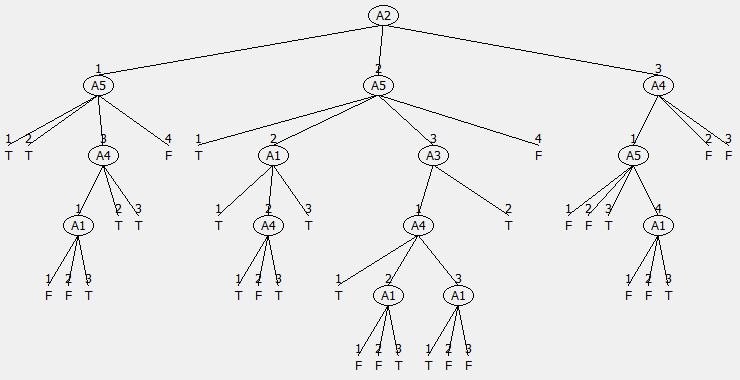 A2
1 2 3
A5 A5 A4
1 2 3 4 1 2 3 4 1 2 3
T T A4 F T A1 A3 F A5 F F
1 2 3 1 2 3 1 2 1 2 3 4
A1 T T T A4 T A4 T F F T A1
1 2 3 1 2 3 1 2 3 1 2 3
F F T T F T T A1 A1 F F T
1 2 3 1 2 3
F F T T F F